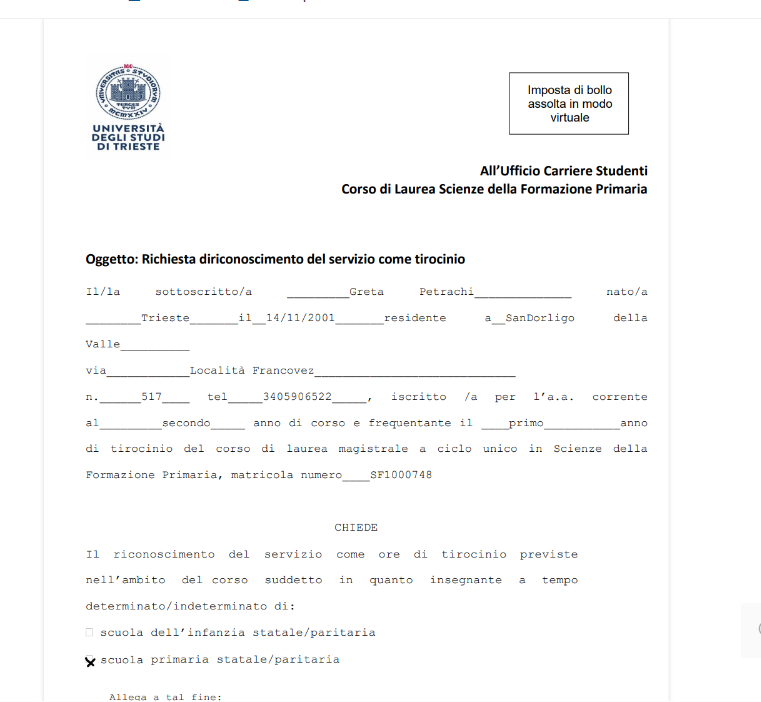 UNIVERSITÀ
DEGLI STUDI
DI TRIESTE
Imposta di bollo
assolta in modo
virtuale
All'Ufficio Carriere Studenti
Corso di Laurea Scienze della Formazione Primaria
Oggetto: Richiesta diriconoscimento del servizio come tirocinio
Il/la sottoscritto/a _________Greta Petrachi______________ nato/a
________Trieste_______il__14/11/2001_______residente a__SanDorligo della
Valle__________
via____________Località Francovez_____________________________
n.______517____ tel_____3405906522_____, iscritto /a per l'a.a. corrente
al_________secondo_____ anno di corso e frequentante il ____primo___________anno
di tirocinio del corso di laurea magistrale a ciclo unico in Scienze della
Formazione Primaria, matricola numero____SF1000748
CHIEDE
Il riconoscimento del servizio come ore di tirocinio previste
nell'ambito del corso suddetto in quanto insegnante a tempo
determinato/indeterminato di:
scuola dell'infanzia statale/paritaria
scuola primaria statale/paritaria
Allega a tal fine: